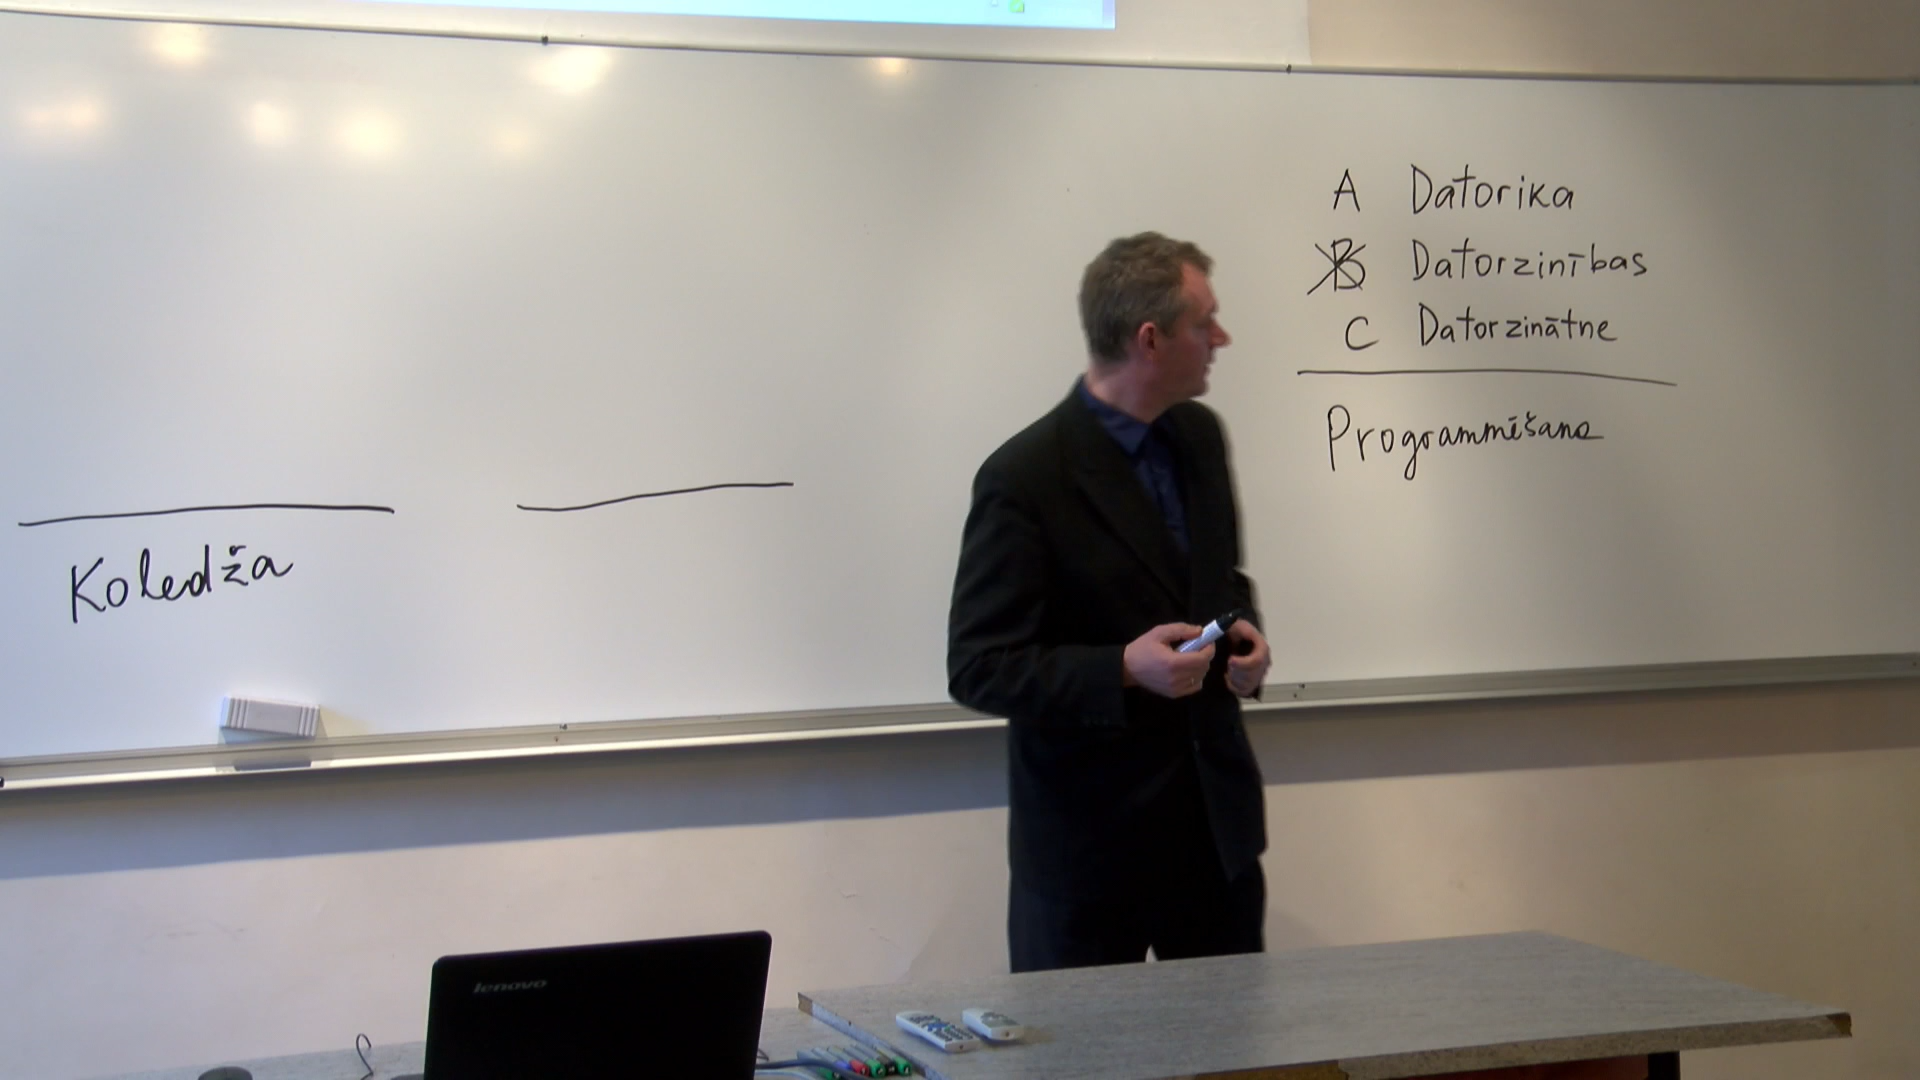 A Datorika
B Datorzinības
C Datorzinātne
Programmēšana
Koledža
lenovo